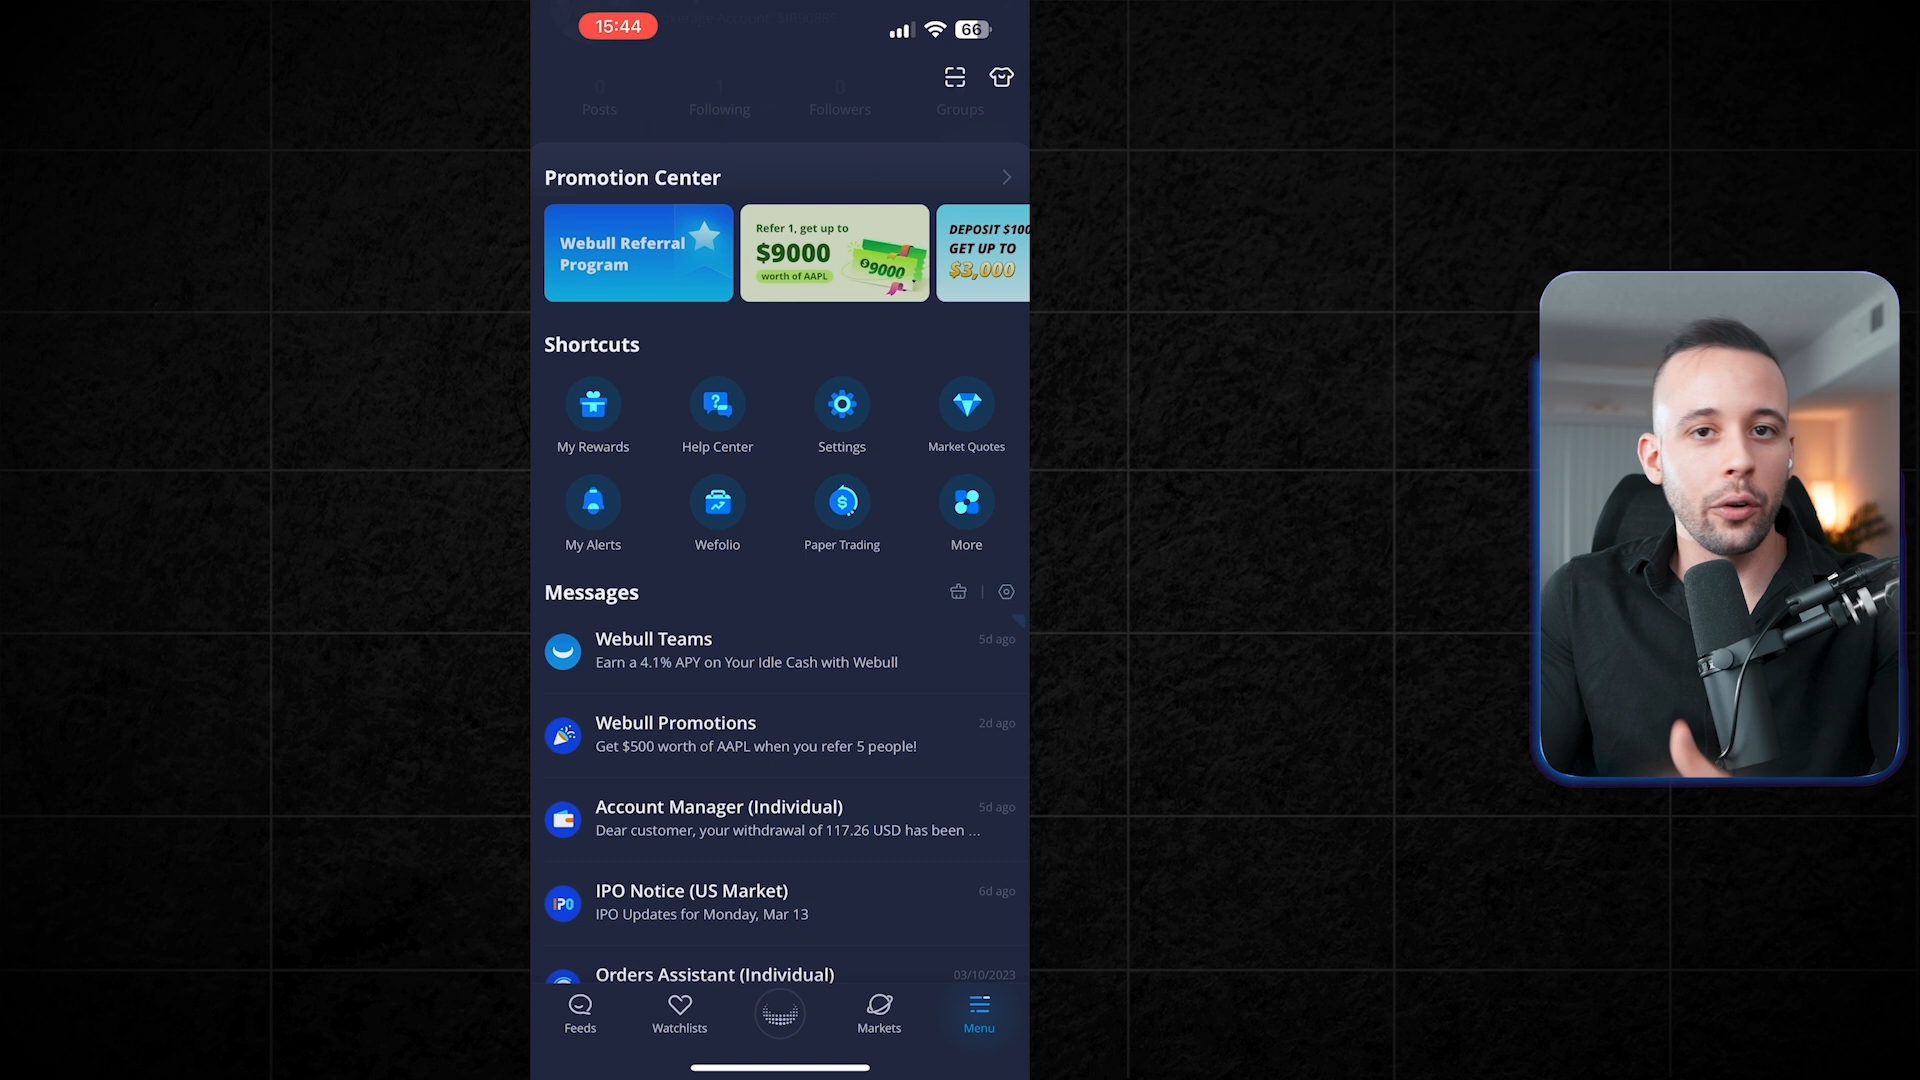 15:44
66
0
1
0
Posts
Following
Followers
Groups
Promotion Center
Webull Referral
Program
Refer 1, get up to
$9000
worth of AAPL
$9000
DEPOSIT $100
GET UP TO
$3,000
Shortcuts
My Rewards
Help Center
Settings
Market Quotes
My Alerts
Wefolio
Paper Trading
More
Messages
Webull Teams
5d ago
Earn a 4.1% APY on Your Idle Cash with Webull
Webull Promotions
2d ago
Get $500 worth of AAPL when you refer 5 people!
Account Manager (Individual)
5d ago
Dear customer, your withdrawal of 117.26 USD has been ...
IPO
IPO Notice (US Market)
6d ago
IPO Updates for Monday, Mar 13
Orders Assistant (Individual)
03/10/2023
Feeds
Watchlists
Markets
Menu